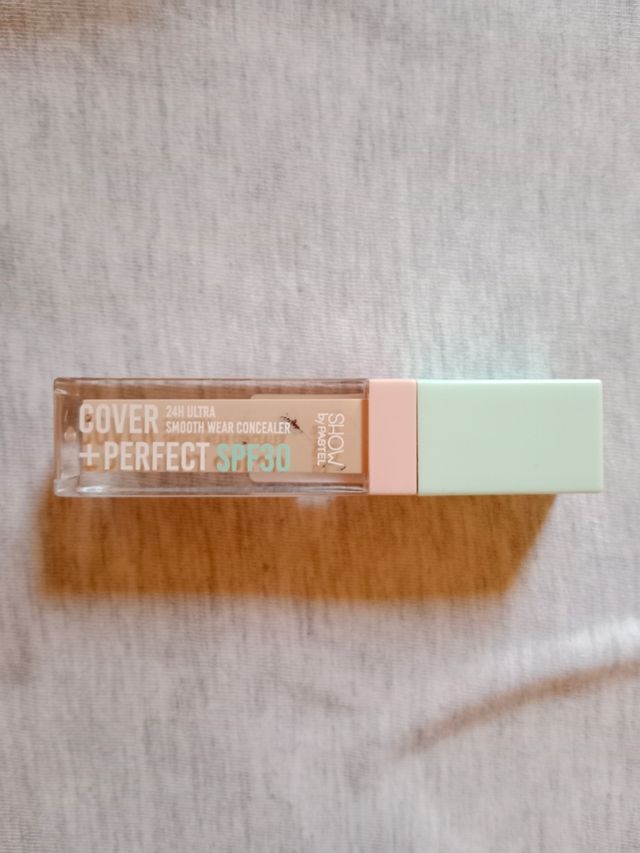 COVER
24H ULTRA
SMOOTH WEAR CONCEALER
+PERFECT SPF30
SHOW
by PASTEL